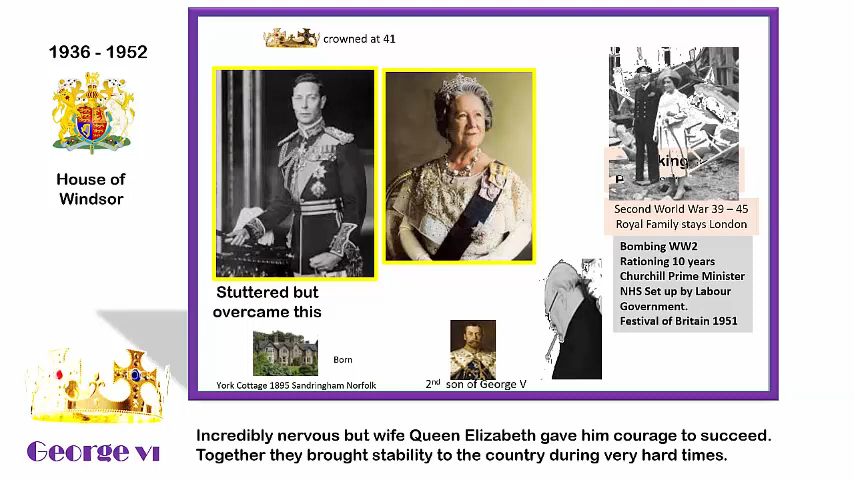 1936 - 1952
House of
Windsor
crowned at 41
king
Second World War 39 – 45
Royal Family stays London
Bombing WW2
Rationing 10 years
Churchill Prime Minister
NHS Set up by Labour
Government.
Festival of Britain 1951
Stuttered but
overcame this
Born
York Cottage 1895 Sandringham Norfolk
2nd son of George V
George VI
Incredibly nervous but wife Queen Elizabeth gave him courage to succeed.
Together they brought stability to the country during very hard times.